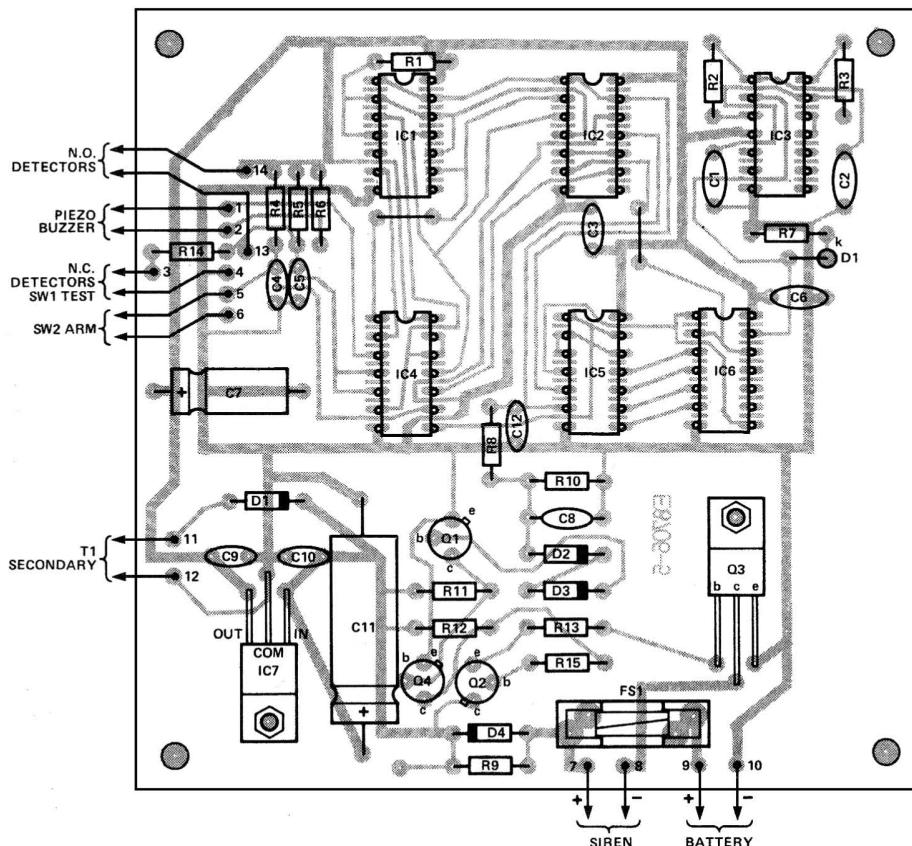 R1
R2
R3
IC1
IC2
IC3
N.O.
DETECTORS
14
C1
C2
PIEZO
BUZZER
1
2
R4
R5
R6
C3
R7
k
D1
R14
13
3
N.C.
DETECTORS
SW1 TEST
4
5
C4
C5
C6
SW2 ARM
6
IC4
IC5
IC6
+
C7
R8
C12
R10
D1
e
b
Q1
c
C8
E8706-2
11
T1
SECONDARY
C9
C10
D2
Q3
12
R11
D3
b c e
OUT
IN
COM
IC7
C11
R12
R13
b
e
Q4
c
e
Q2
b
c
R15
FS1
+
D4
R9
7
8
9
10
+
-
+
-
SIREN
BATTERY